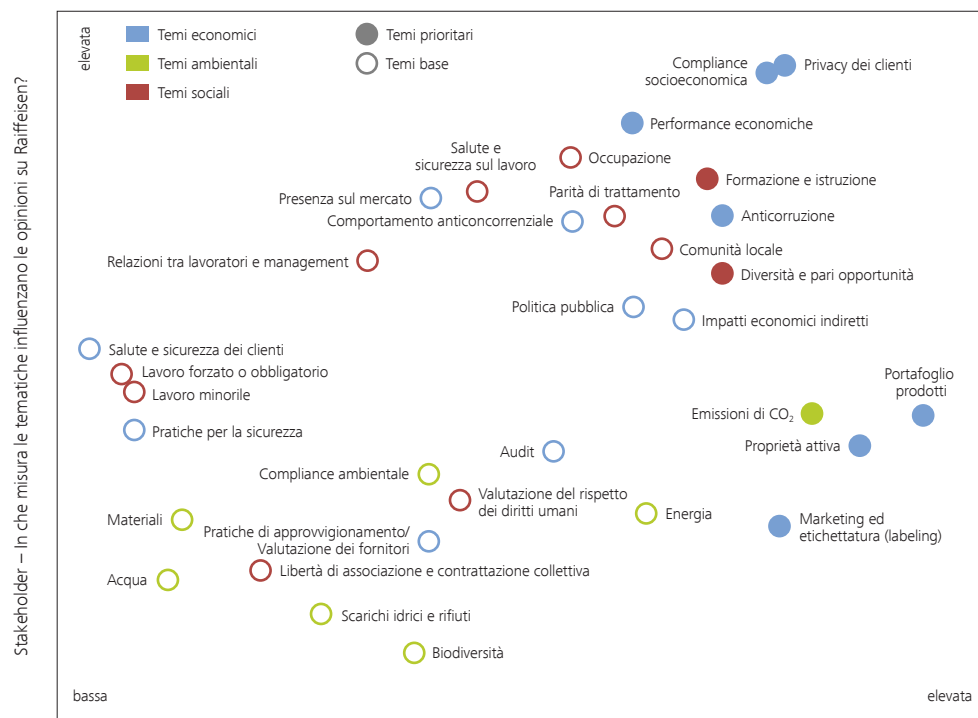 Stakeholder – In che misura le tematiche influenzano le opinioni su Raiffeisen?
elevata
Temi economici
Temi ambientali
Temi sociali
Temi prioritari
Temi base
Compliance
socioeconomica
Privacy dei clienti
Performance economiche
Salute e
sicurezza sul lavoro
Occupazione
Formazione e istruzione
Presenza sul mercato
Parità di trattamento
Comportamento anticoncorrenziale
Anticorruzione
Comunità locale
Relazioni tra lavoratori e management
Diversità e pari opportunità
Politica pubblica
Impatti economici indiretti
Salute e sicurezza dei clienti
Lavoro forzato o obbligatorio
Lavoro minorile
Portafoglio
prodotti
Emissioni di CO₂
Pratiche per la sicurezza
Proprietà attiva
Audit
Compliance ambientale
Valutazione del rispetto
dei diritti umani
Energia
Materiali
Marketing ed
etichettatura (labeling)
Pratiche di approvvigionamento/
Valutazione dei fornitori
Acqua
Libertà di associazione e contrattazione collettiva
Scarichi idrici e rifiuti
Biodiversità
bassa
elevata